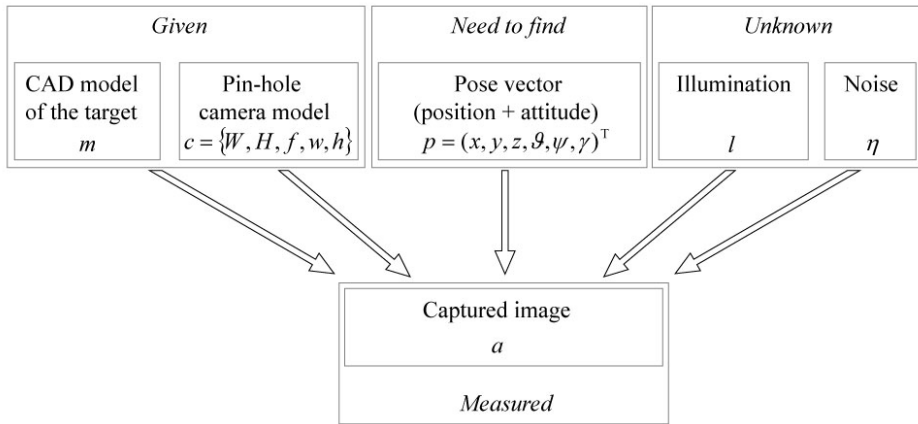 Given
CAD model
of the target
m
Pin-hole
camera model
c = {W, H, f, w, h}
Need to find
Pose vector
(position + attitude)
p = (x, y, z, ϑ, ψ, γ)ᵀ
Unknown
Illumination
l
Noise
η
Captured image
a
Measured